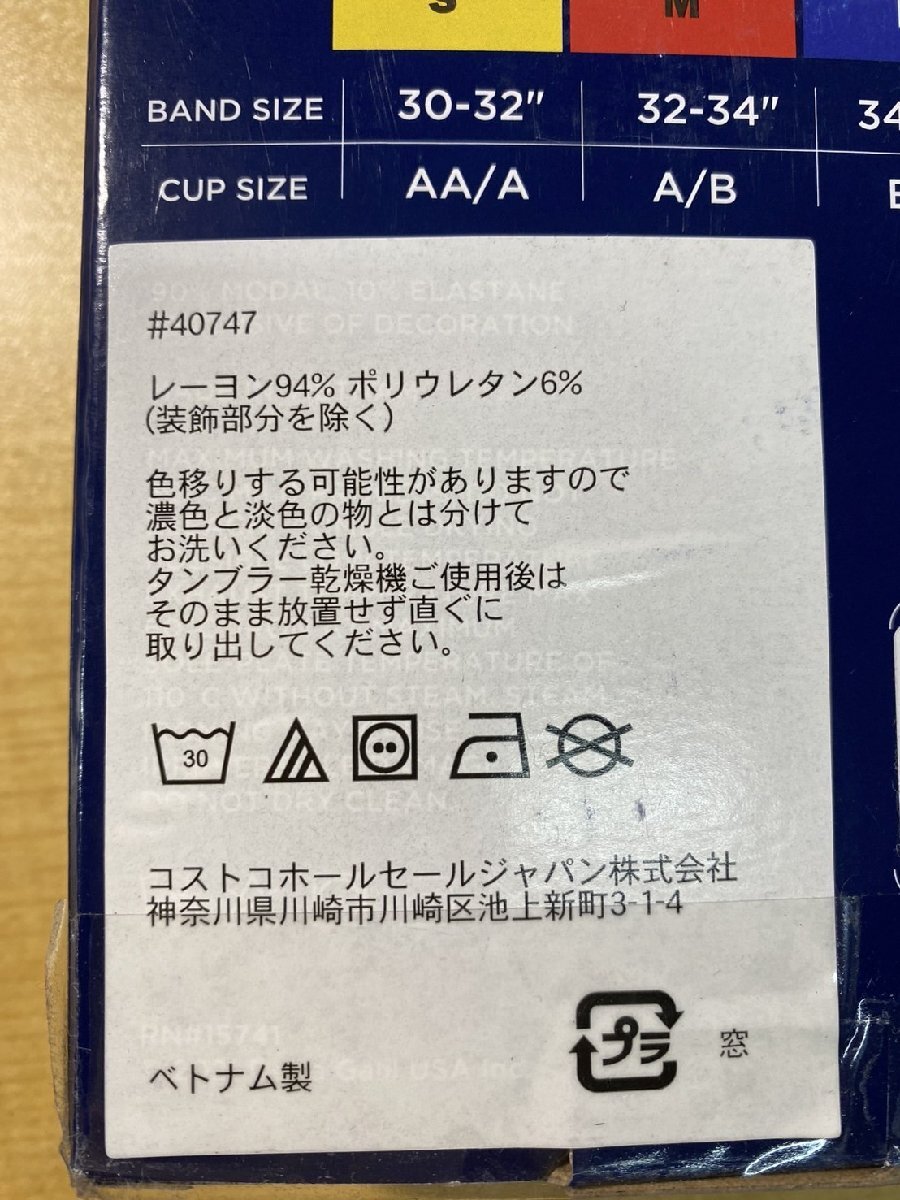 S M
BAND SIZE 30-32" 32-34" 34
CUP SIZE AA/A A/B
#40747
レーヨン94% ポリウレタン6%
(装飾部分を除く)
色移りする可能性がありますので
濃色と淡色の物とは分けて
お洗いください。
タンブラー乾燥機ご使用後は
そのまま放置せず直ぐに
取り出してください。
30
コストコホールセールジャパン株式会社
神奈川県川崎市川崎区池上新町3-1-4
RN#15741
ベトナム製
USA Inc
プラ 窓